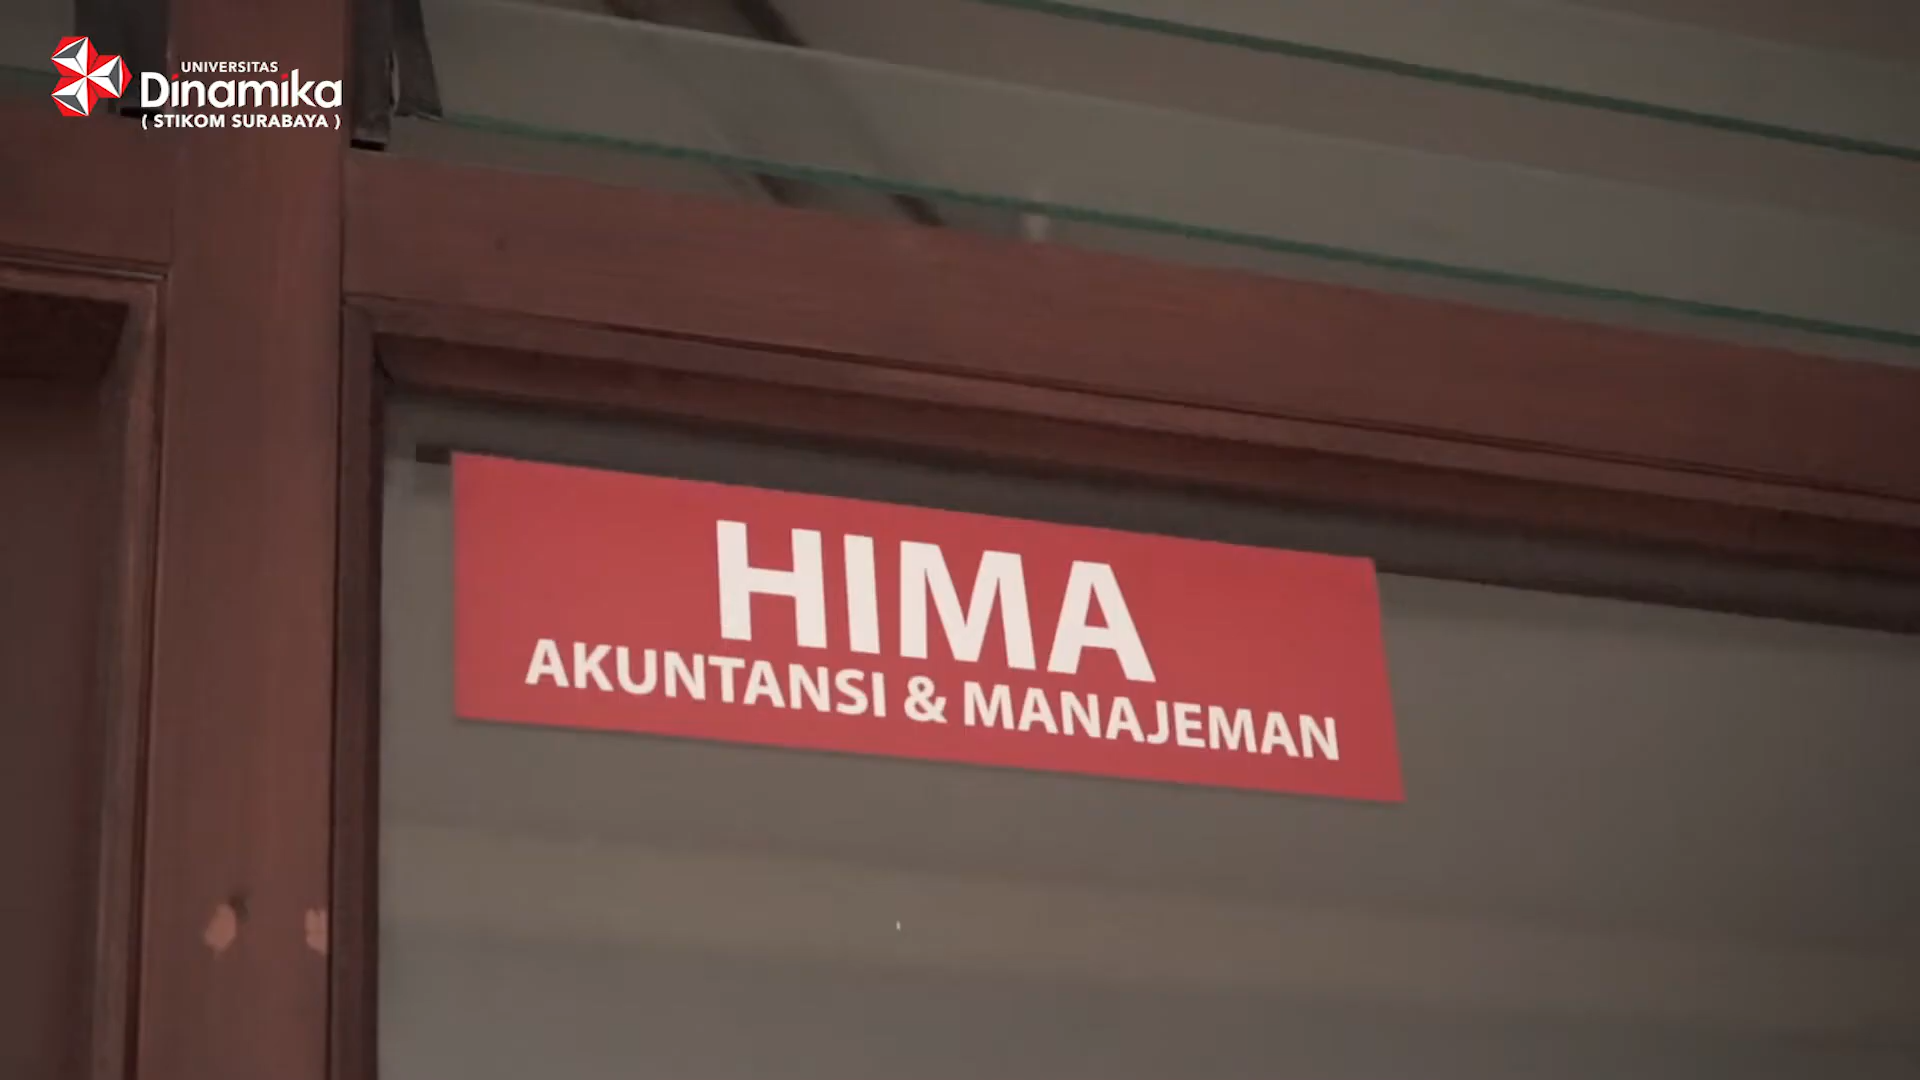 UNIVERSITAS
Dinamika
( STIKOM SURABAYA )
HIMA
AKUNTANSI & MANAJEMAN